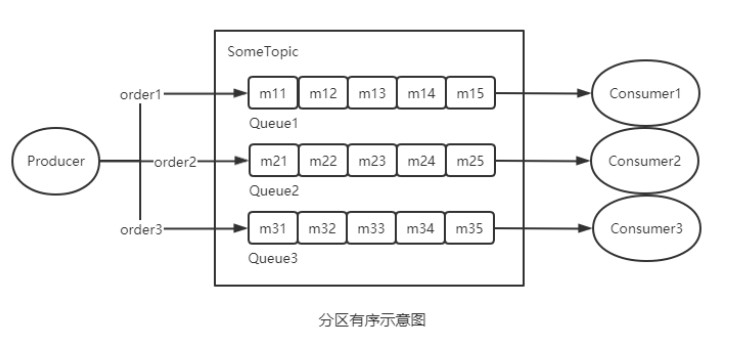 SomeTopic
order1
m11 m12 m13 m14 m15
Consumer1
Queue1
Producer
order2
m21 m22 m23 m24 m25
Consumer2
Queue2
order3
m31 m32 m33 m34 m35
Consumer3
Queue3
分区有序示意图